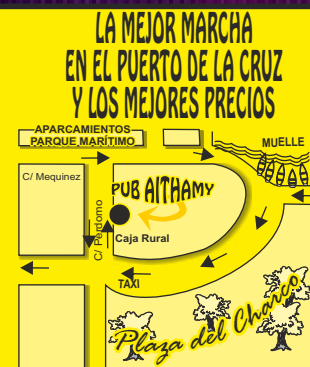 LA MEJOR MARCHA
EN EL PUERTO DE LA CRUZ
Y LOS MEJORES PRECIOS
APARCAMIENTOS
PARQUE MARÍTIMO
MUELLE
C/ Mequinez
PUB AITHAMY
C/ Perdomo
Caja Rural
TAXI
Plaza del Charco